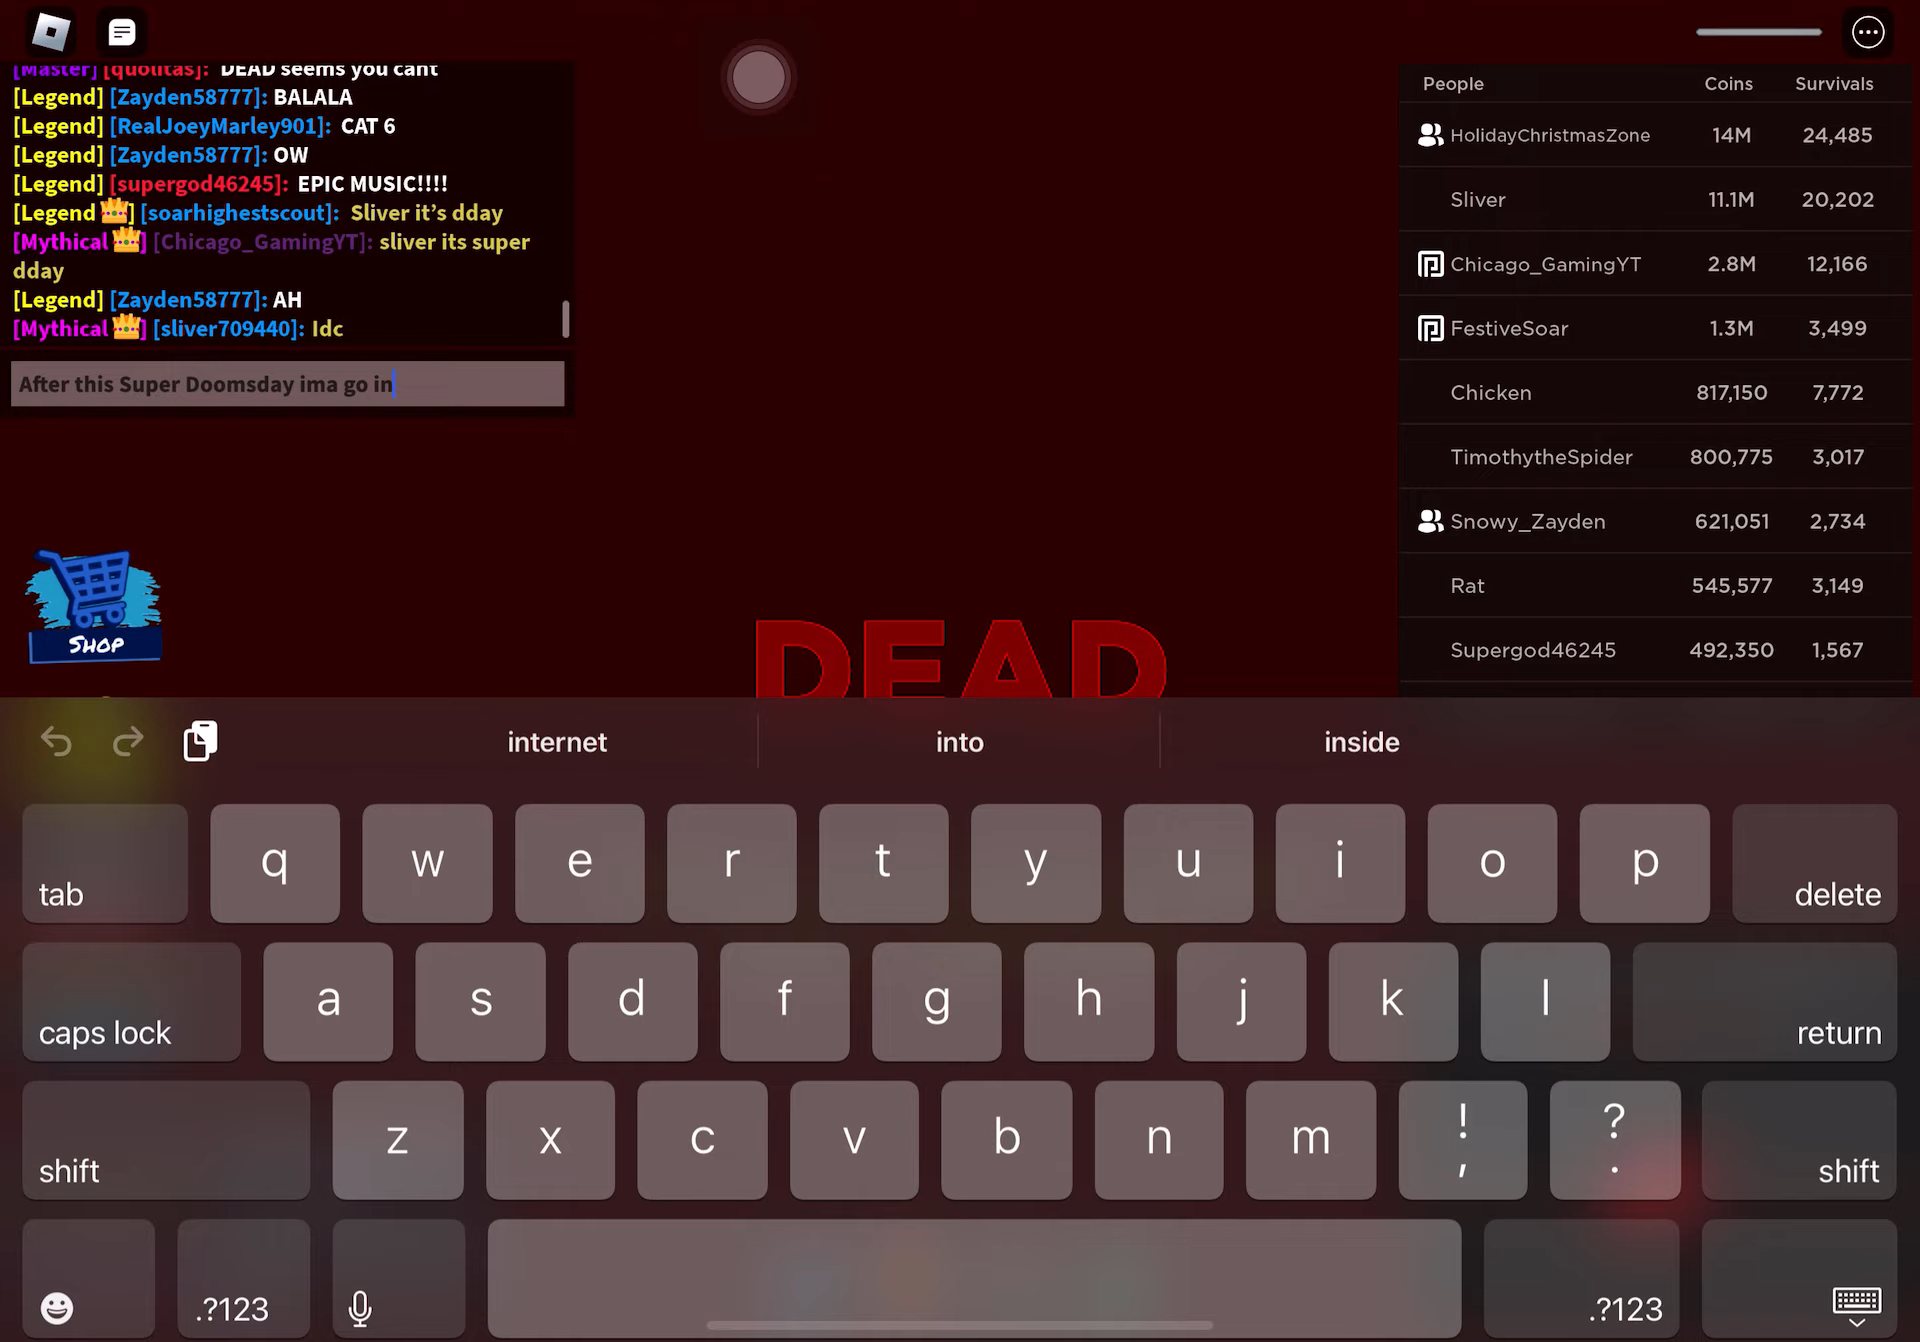 [Master] [quolitas]: DEAD seems you cant
[Legend] [Zayden58777]: BALALA
[Legend] [RealJoeyMarley901]: CAT 6
[Legend] [Zayden58777]: OW
[Legend] [supergod46245]: EPIC MUSIC!!!!
[Legend👑] [soarhighestscout]: Sliver it’s dday
[Mythical👑] [Chicago_GamingYT]: sliver its super
dday
[Legend] [Zayden58777]: AH
[Mythical👑] [sliver709440]: Idc
After this Super Doomsday ima go in
People Coins Survivals
HolidayChristmasZone 14M 24,485
Sliver 11.1M 20,202
Chicago_GamingYT 2.8M 12,166
FestiveSoar 1.3M 3,499
Chicken 817,150 7,772
TimothytheSpider 800,775 3,017
Snowy_Zayden 621,051 2,734
Rat 545,577 3,149
Supergod46245 492,350 1,567
SHOP
DEAD
internet into inside
tab q w e r t y u i o p delete
caps lock a s d f g h j k l return
shift z x c v b n m ! , ? . shift
.?123 .?123